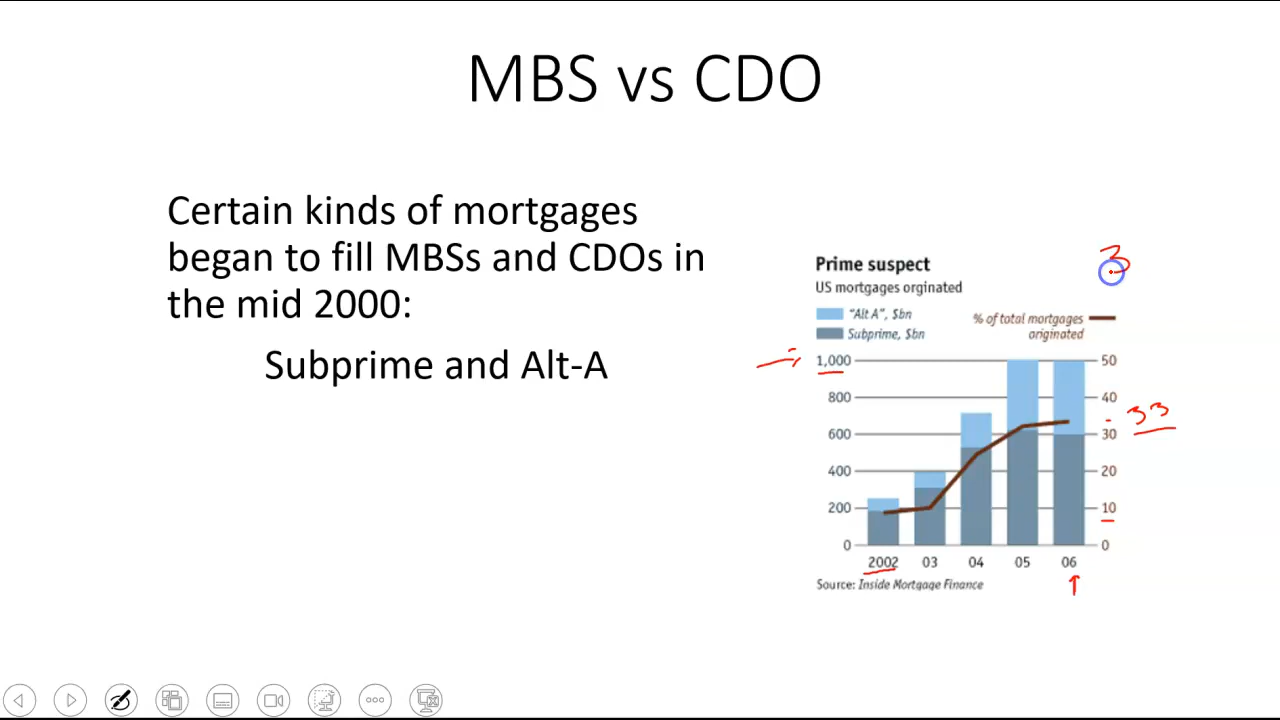 MBS vs CDO
Certain kinds of mortgages
began to fill MBSs and CDOs in
the mid 2000:
Subprime and Alt-A
3
Prime suspect
US mortgages orginated
"Alt A", $bn
Subprime, $bn
% of total mortgages
originated
1,000
800
600
400
200
0
50
40
33
30
20
10
0
2002 03 04 05 06
Source: Inside Mortgage Finance